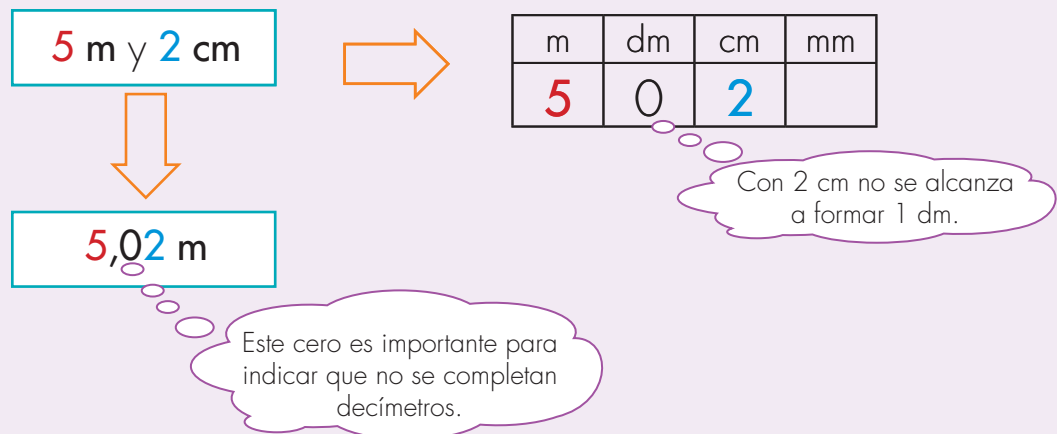 5 m y 2 cm
m dm cm mm
5 0 2
Con 2 cm no se alcanza
a formar 1 dm.
5,02 m
Este cero es importante para
indicar que no se completan
decímetros.